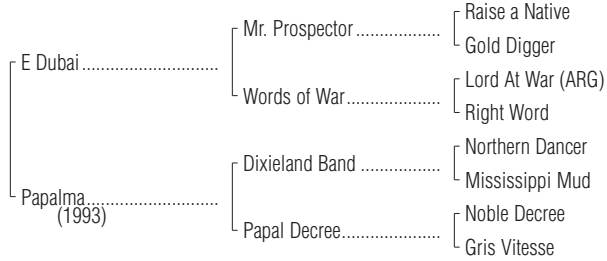 Raise a Native
Mr. Prospector ..................
Gold Digger
E Dubai .............................
Lord At War (ARG)
Words of War....................
Right Word
Northern Dancer
Dixieland Band .................
Mississippi Mud
Papalma............................
(1993)
Noble Decree
Papal Decree.....................
Gris Vitesse